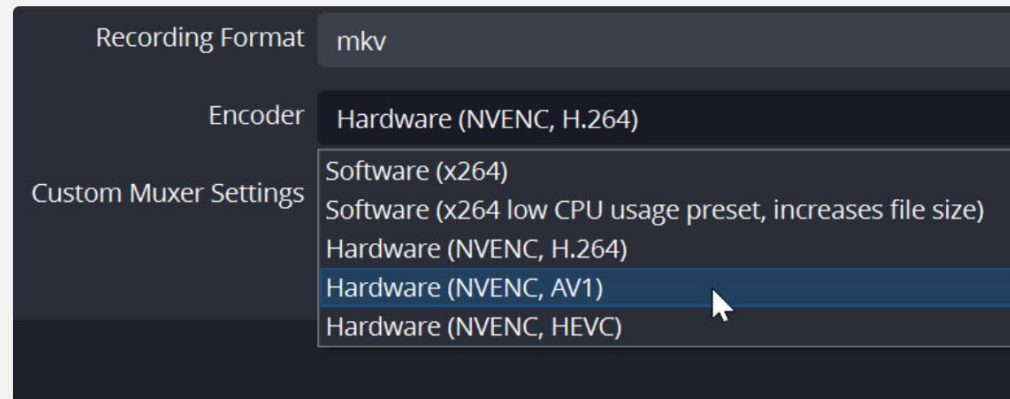 Recording Format mkv
Encoder Hardware (NVENC, H.264)
Software (x264)
Custom Muxer Settings
Software (x264 low CPU usage preset, increases file size)
Hardware (NVENC, H.264)
Hardware (NVENC, AV1)
Hardware (NVENC, HEVC)